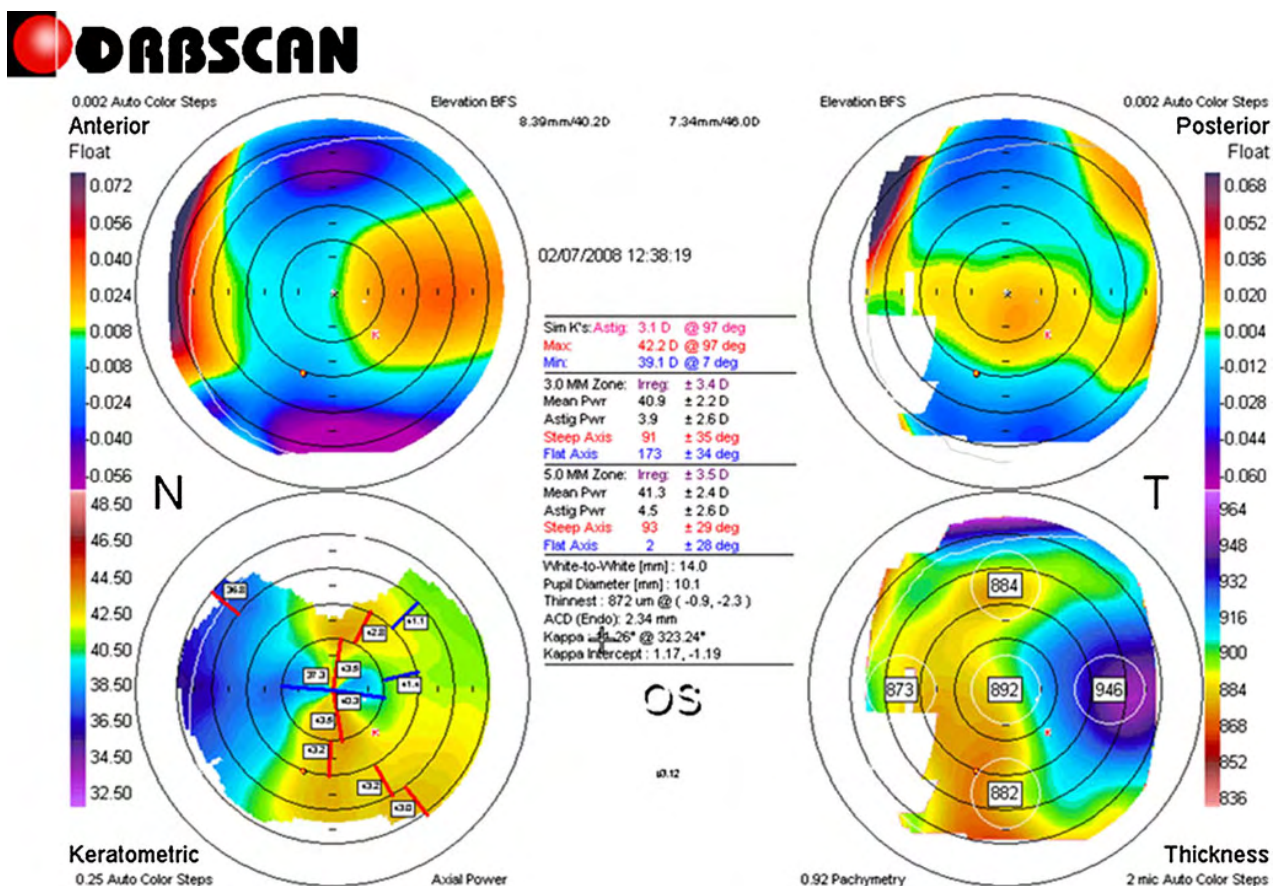 ORBSCAN
0.002 Auto Color Steps
Elevation BFS
8.39mm/40.2D
7.34mm/46.0D
Elevation BFS
0.002 Auto Color Steps
Anterior
Float
0.072
0.056
0.040
0.024
0.008
-0.008
-0.024
-0.040
-0.056
Posterior
Float
0.068
0.052
0.036
0.020
0.004
-0.012
-0.028
-0.044
-0.060
02/07/2008 12:38:19
Sim K's: Astig: 3.1 D @ 97 deg
Max: 42.2 D @ 97 deg
Min: 39.1 D @ 7 deg
3.0 MM Zone: Irreg: ± 3.4 D
Mean Pwr 40.9 ± 2.2 D
Astig Pwr 3.9 ± 2.6 D
Steep Axis 91 ± 35 deg
Flat Axis 173 ± 34 deg
5.0 MM Zone: Irreg: ± 3.5 D
Mean Pwr 41.3 ± 2.4 D
Astig Pwr 4.5 ± 2.6 D
Steep Axis 93 ± 29 deg
Flat Axis 2 ± 28 deg
White-to-White [mm] : 14.0
Pupil Diameter [mm] : 10.1
Thinnest : 872 um @ ( -0.9, -2.3 )
ACD (Endo): 2.34 mm
Kappa @ 323.24°
Kappa Intercept : 1.17, -1.19
N
T
K
K
OS
48.50
46.50
44.50
42.50
40.50
38.50
36.50
34.50
32.50
37.3
K
964
948
932
916
900
884
868
852
836
884
873
892
946
882
K
Keratometric
0.25 Auto Color Steps
Axial Power
0.92 Pachymetry
Thickness
2 mic Auto Color Steps